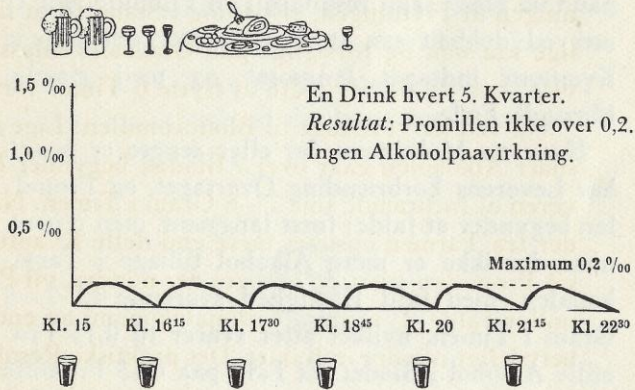 1,5 ‰
En Drink hvert 5. Kvarter.
Resultat: Promillen ikke over 0,2.
1,0 ‰
Ingen Alkoholpaavirkning.
0,5 ‰
Maximum 0,2 ‰
Kl. 15 Kl. 16¹⁵ Kl. 17³⁰ Kl. 18⁴⁵ Kl. 20 Kl. 21¹⁵ Kl. 22³⁰